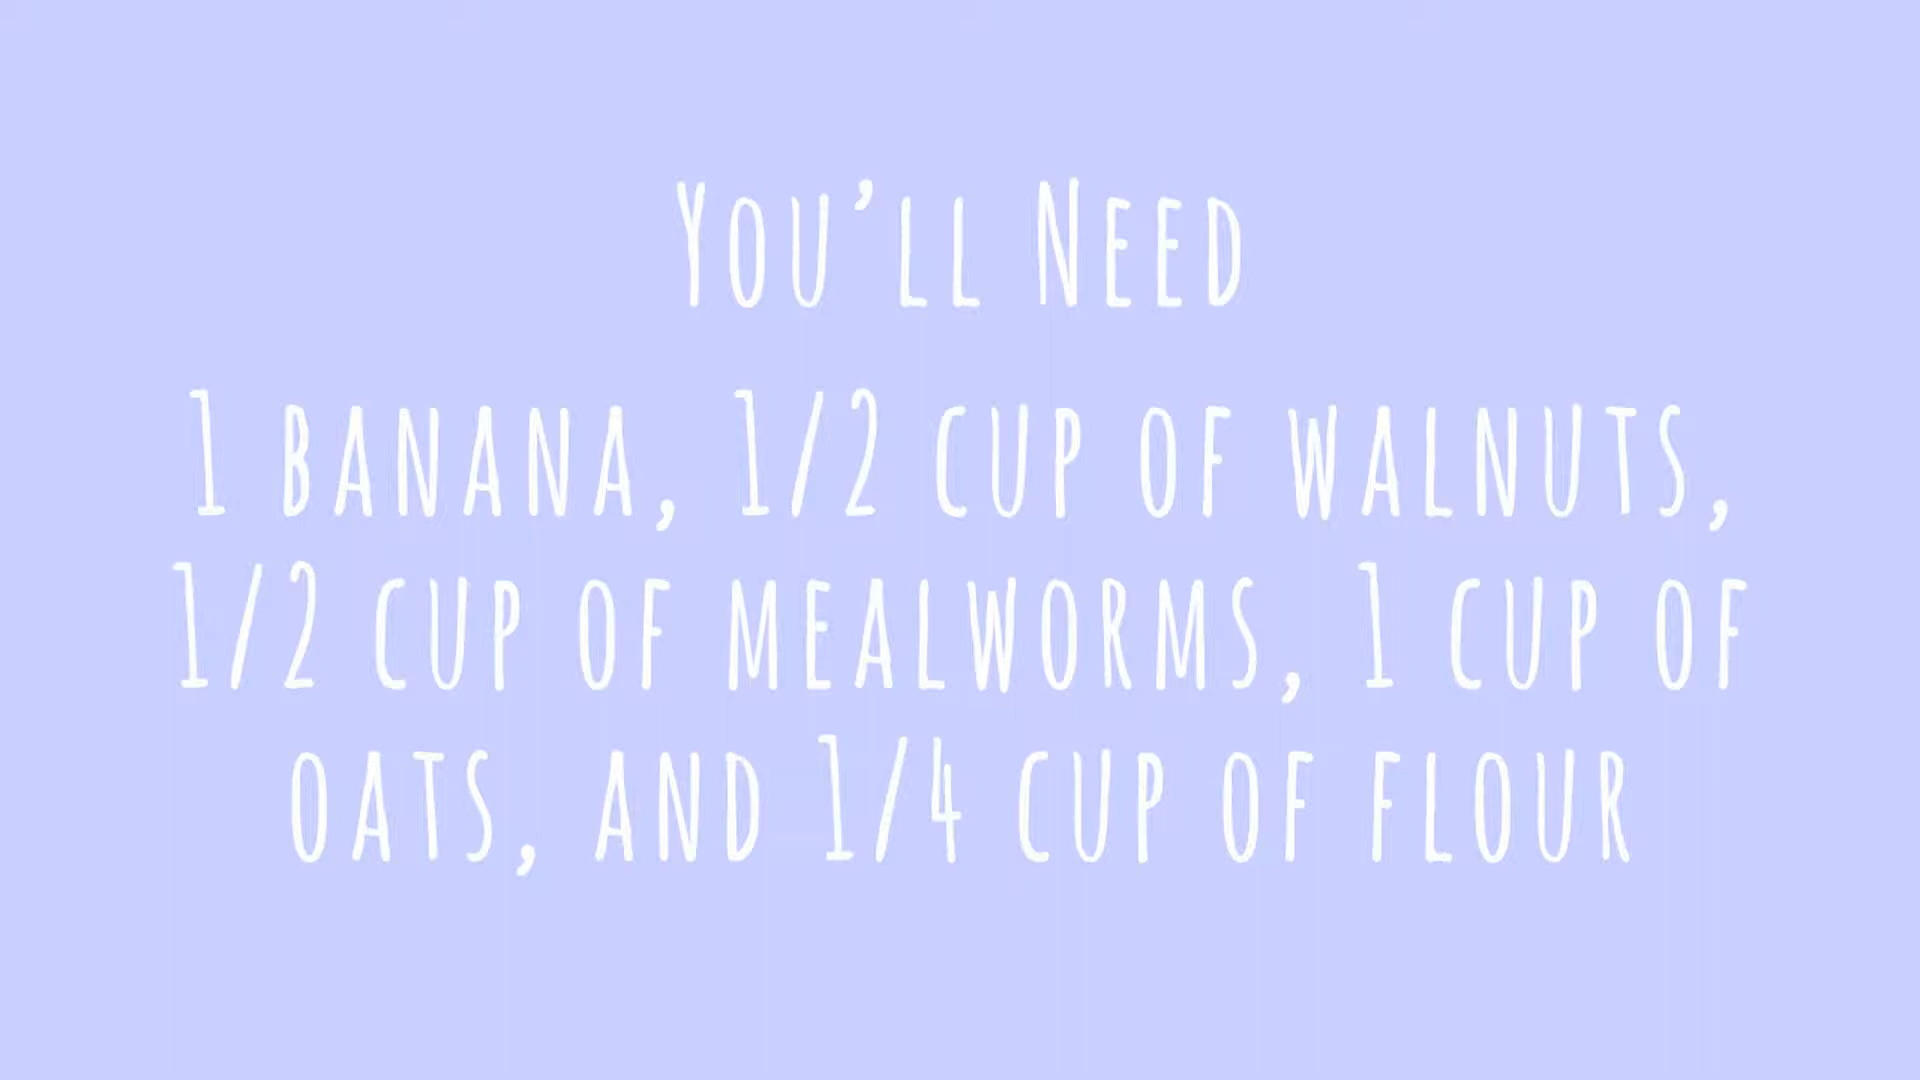 You'll Need
1 banana, 1/2 cup of walnuts,
1/2 cup of mealworms, 1 cup of
oats, and 1/4 cup of flour